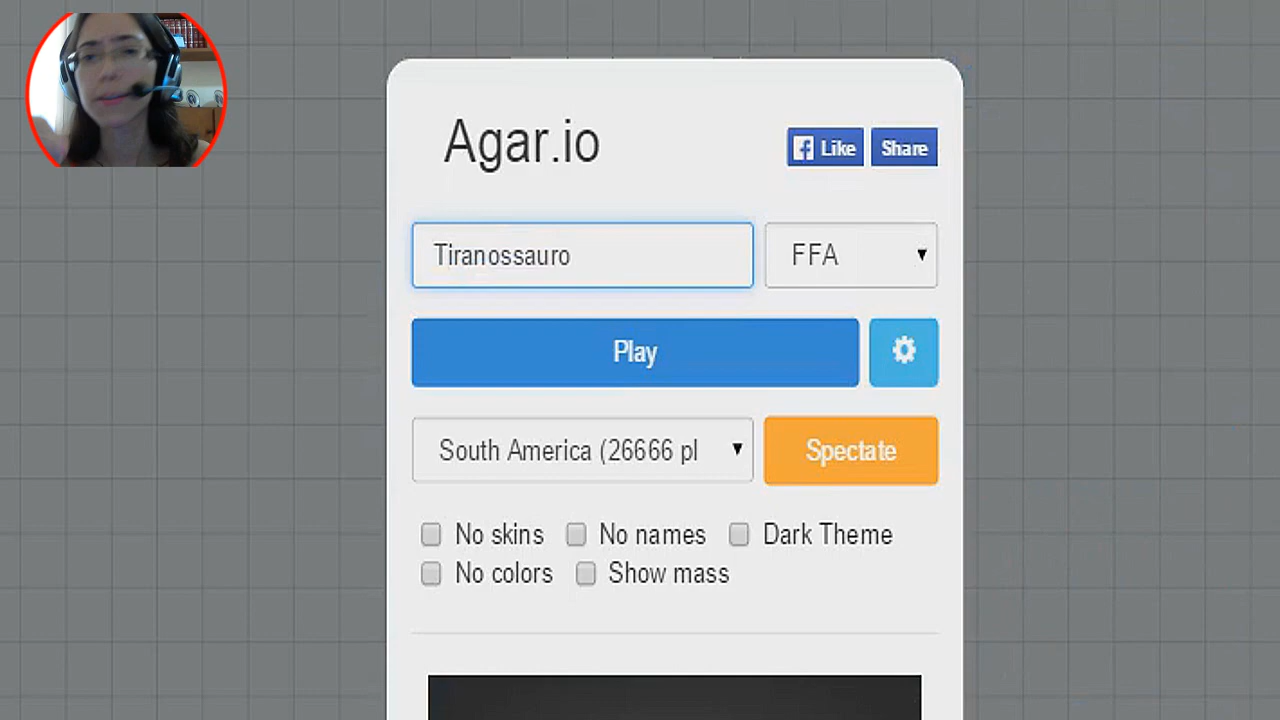 Agar.io
Like Share
Tiranossauro FFA
Play
South America (26666 pl Spectate
No skins No names Dark Theme
No colors Show mass